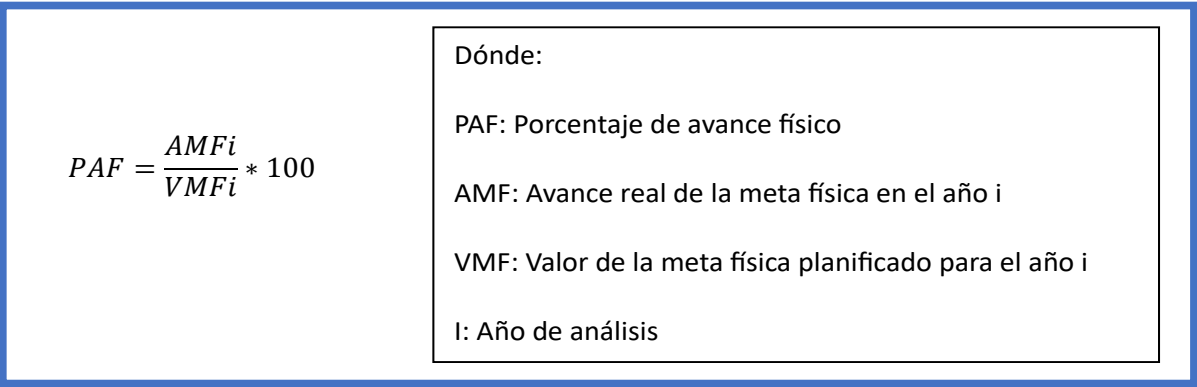 PAF = AMFi / VMFi * 100
Dónde:
PAF: Porcentaje de avance físico
AMF: Avance real de la meta física en el año i
VMF: Valor de la meta física planificado para el año i
I: Año de análisis